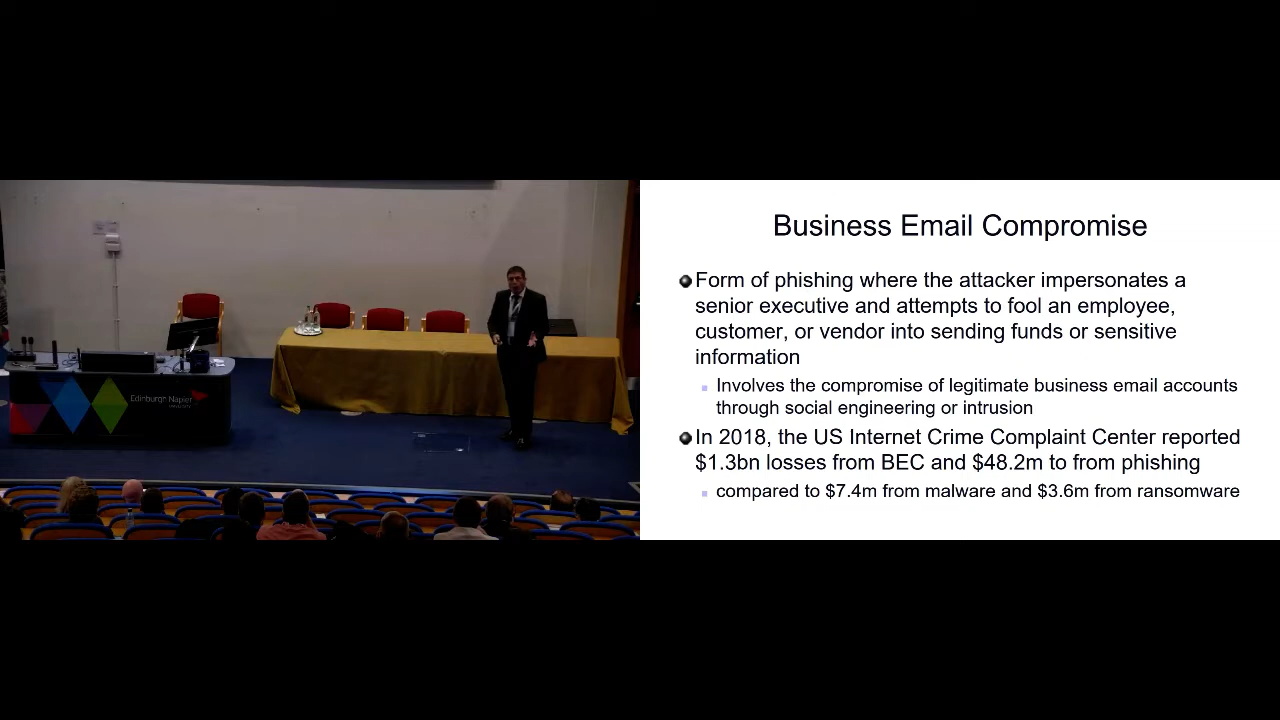 Edinburgh Napier
Business Email Compromise
Form of phishing where the attacker impersonates a
senior executive and attempts to fool an employee,
customer, or vendor into sending funds or sensitive
information
Involves the compromise of legitimate business email accounts
through social engineering or intrusion
In 2018, the US Internet Crime Complaint Center reported
$1.3bn losses from BEC and $48.2m to from phishing
compared to $7.4m from malware and $3.6m from ransomware